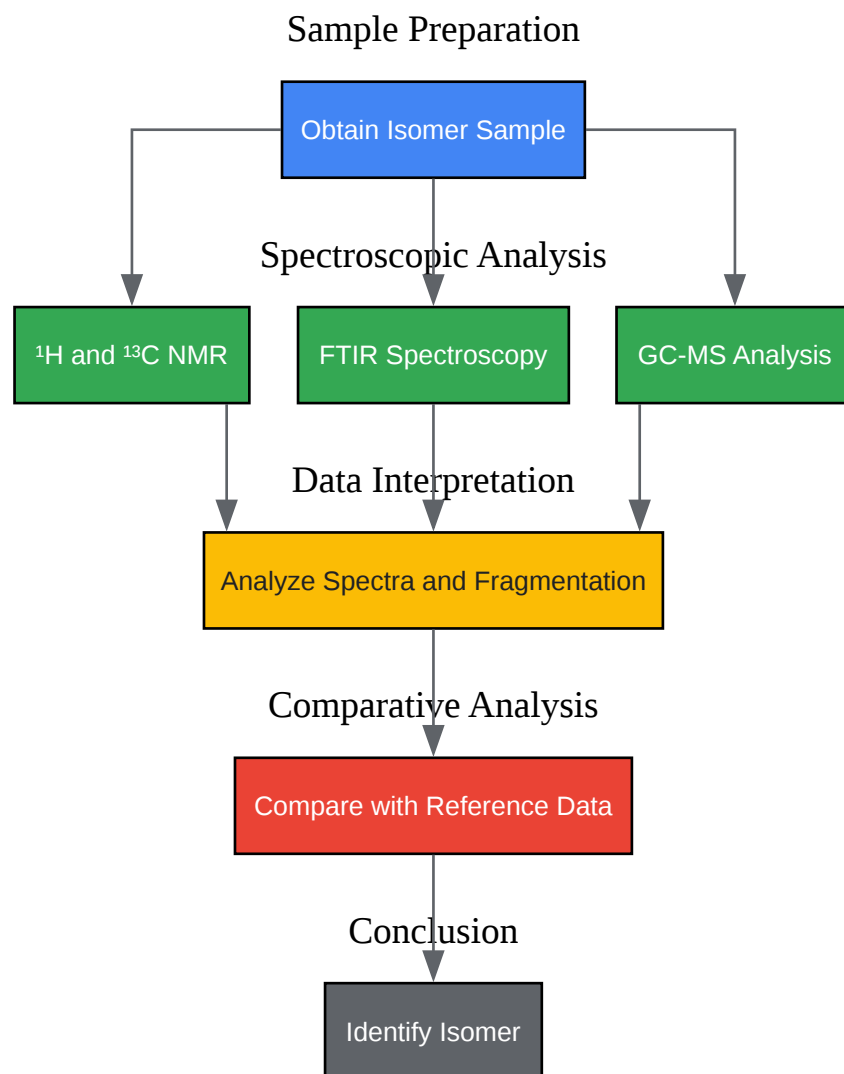 Sample Preparation
Obtain Isomer Sample
Spectroscopic Analysis
¹H and ¹³C NMR
FTIR Spectroscopy
GC-MS Analysis
Data Interpretation
Analyze Spectra and Fragmentation
Comparative Analysis
Compare with Reference Data
Conclusion
Identify Isomer